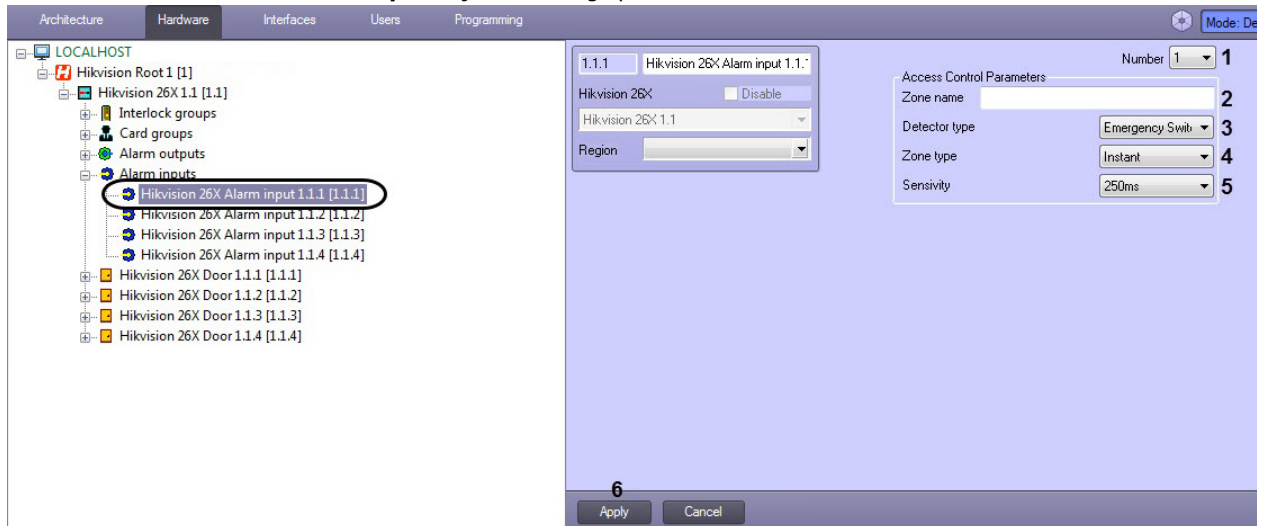 Architecture Hardware Interfaces Users Programming Mode: De
LOCALHOST
Hikvision Root 1 [1]
Hikvision 26X 1.1 [1.1]
Interlock groups
Card groups
Alarm outputs
Alarm inputs
Hikvision 26X Alarm input 1.1.1 [1.1.1]
Hikvision 26X Alarm input 1.1.2 [1.1.2]
Hikvision 26X Alarm input 1.1.3 [1.1.3]
Hikvision 26X Alarm input 1.1.4 [1.1.4]
Hikvision 26X Door 1.1.1 [1.1.1]
Hikvision 26X Door 1.1.2 [1.1.2]
Hikvision 26X Door 1.1.3 [1.1.3]
Hikvision 26X Door 1.1.4 [1.1.4]
1.1.1 Hikvision 26X Alarm input 1.1.
Hikvision 26X Disable
Hikvision 26X 1.1
Region
Number 1 1
Access Control Parameters
Zone name 2
Detector type Emergency Swit 3
Zone type Instant 4
Sensivity 250ms 5
6
Apply Cancel